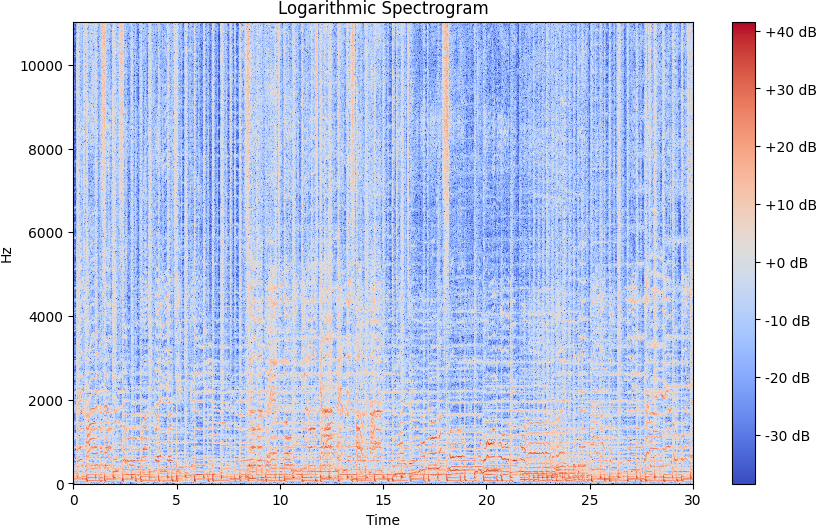 Logarithmic Spectrogram
Hz
10000
8000
6000
4000
2000
0
0 5 10 15 20 25 30
Time
+40 dB
+30 dB
+20 dB
+10 dB
+0 dB
-10 dB
-20 dB
-30 dB